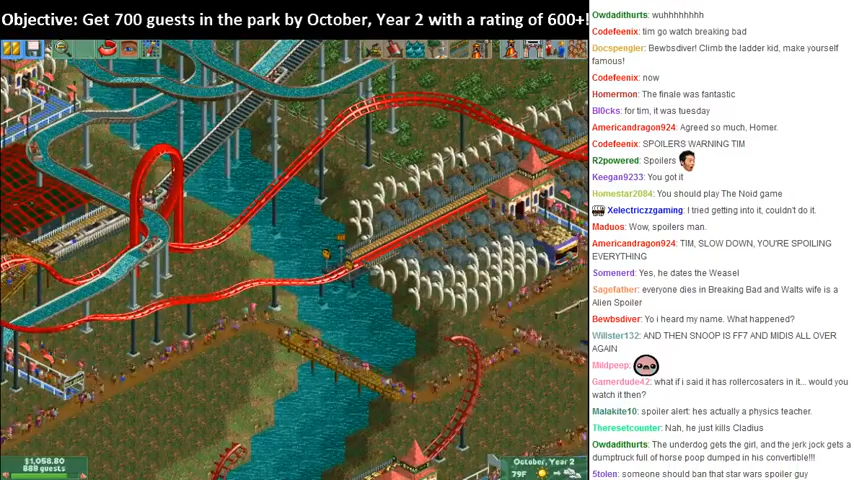 Objective: Get 700 guests in the park by October, Year 2 with a rating of 600+!
$1,058.80
888 guests
October, Year 2
79F
Owdadithurts: wuhhhhhhhh
Codefeenix: tim go watch breaking bad
Docspengler: Bewbsdiver! Climb the ladder kid, make yourself
famous!
Codefeenix: now
Homermon: The finale was fantastic
Bl0cks: for tim, it was tuesday
Americandragon924: Agreed so much, Homer.
Codefeenix: SPOILERS WARNING TIM
R2powered: Spoilers
Keegan9233: You got it
Homestar2084: You should play The Noid game
Xelectriczzgaming: I tried getting into it, couldn't do it.
Maduos: Wow, spoilers man.
Americandragon924: TIM, SLOW DOWN, YOU'RE SPOILING
EVERYTHING
Somenerd: Yes, he dates the Weasel
Sagefather: everyone dies in Breaking Bad and Walts wife is a
Alien Spoiler
Bewbsdiver: Yo i heard my name. What happened?
Willster132: AND THEN SNOOP IS FF7 AND MIDIS ALL OVER
AGAIN
Mildpeep:
Gamerdude42: what if i said it has rollercosaters in it... would you
watch it then?
Malakite10: spoiler alert: hes actually a physics teacher.
Theresetcounter: Nah, he just kills Cladius
Owdadithurts: The underdog gets the girl, and the jerk jock gets a
dumptruck full of horse poop dumped in his convertible!!!
5tolen: someone should ban that star wars spoiler guy